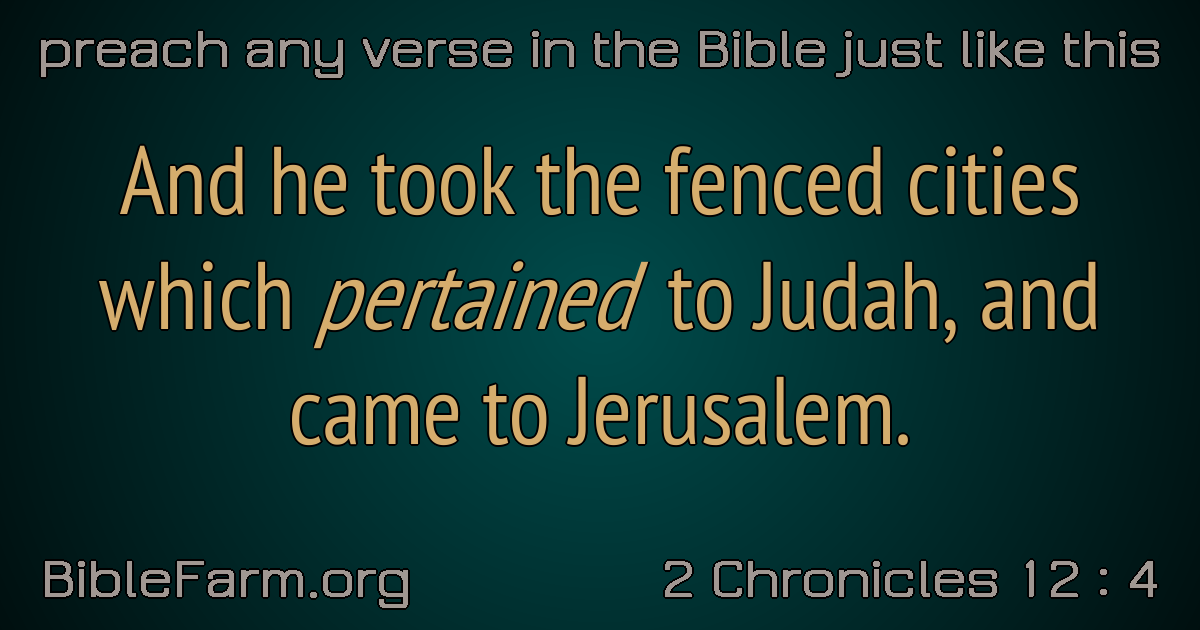 preach any verse in the Bible just like this
And he took the fenced cities
which pertained to Judah, and
came to Jerusalem.
BibleFarm.org
2 Chronicles 12 : 4